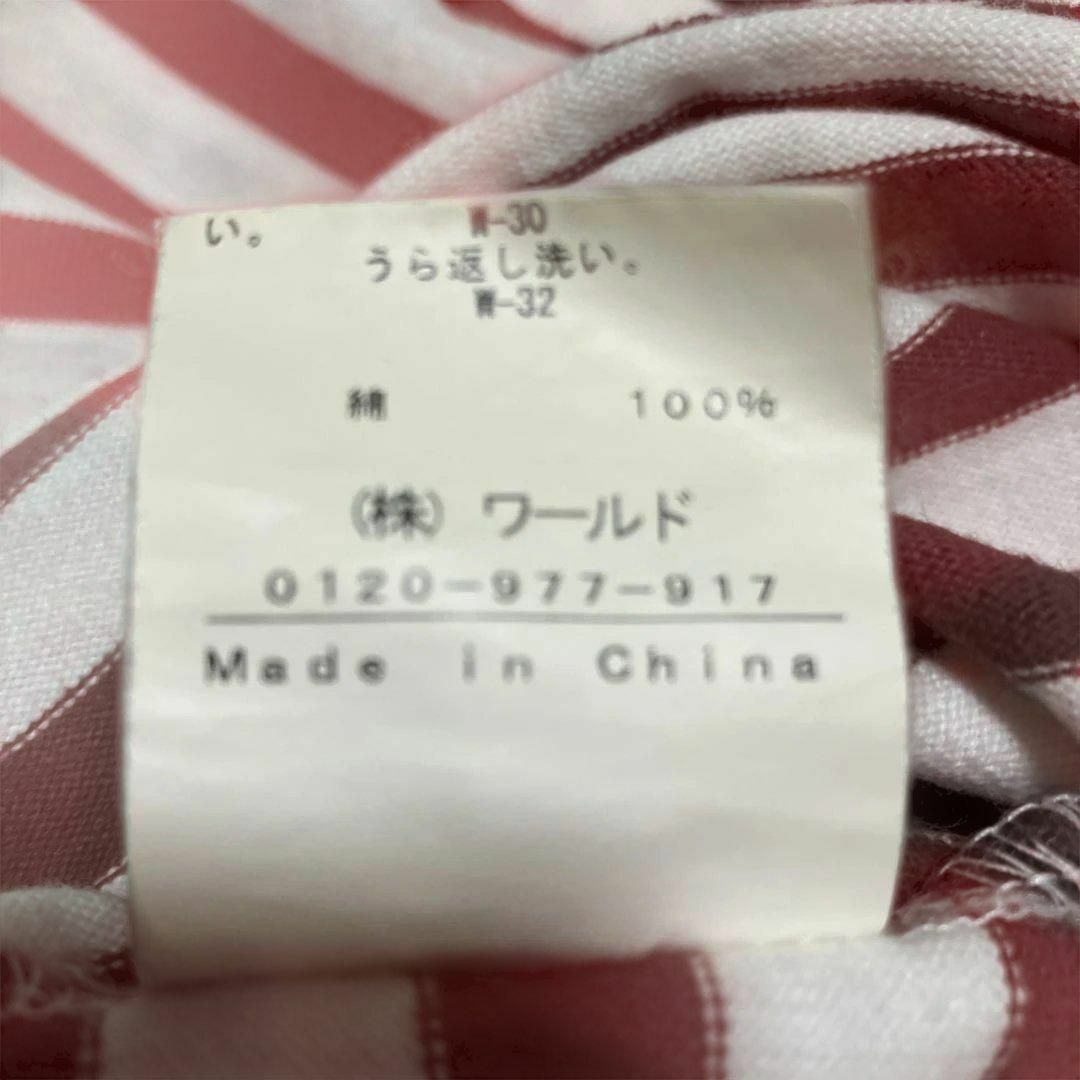 い。 W-30
うら返し洗い。
W-32
綿 100%
(株) ワールド
0120-977-917
Made in China